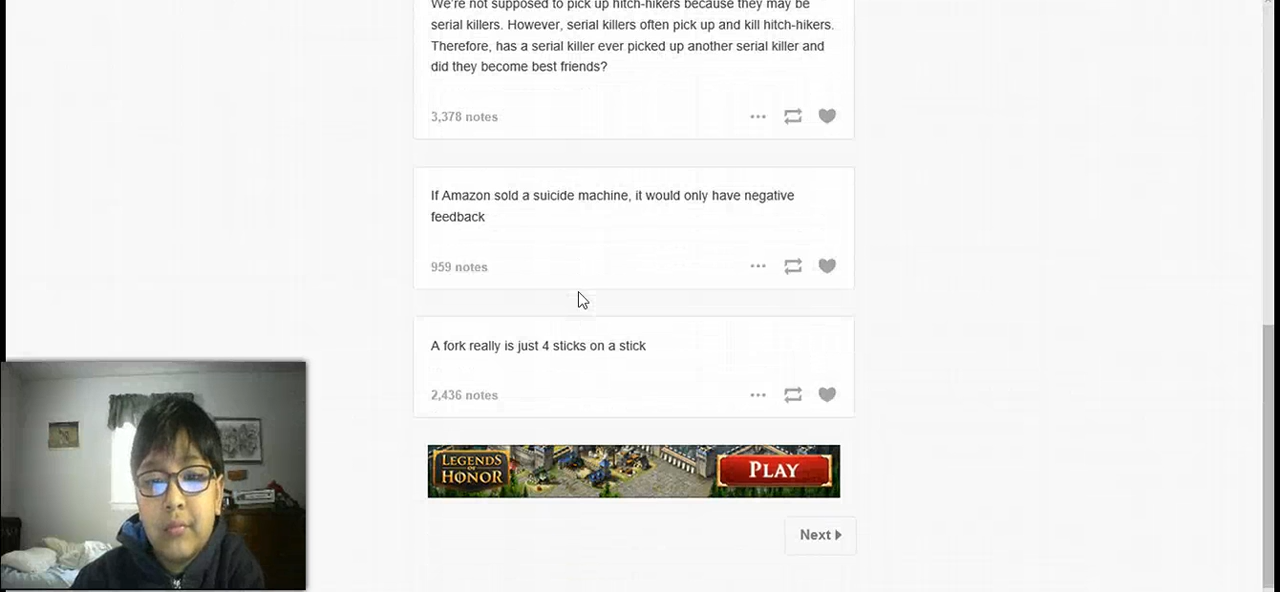 We're not supposed to pick up hitch-hikers because they may be
serial killers. However, serial killers often pick up and kill hitch-hikers.
Therefore, has a serial killer ever picked up another serial killer and
did they become best friends?
3,378 notes
If Amazon sold a suicide machine, it would only have negative
feedback
959 notes
A fork really is just 4 sticks on a stick
2,436 notes
LEGENDS
OF
HONOR
PLAY
Next